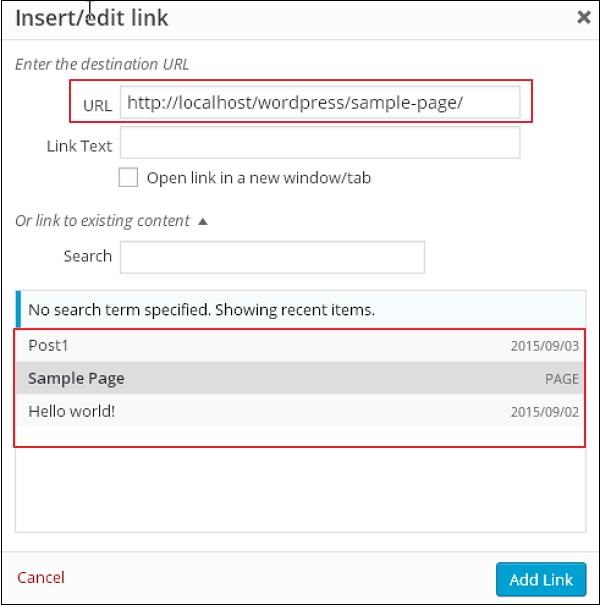 Insert/edit link
Enter the destination URL
URL http://localhost/wordpress/sample-page/
Link Text
Open link in a new window/tab
Or link to existing content
Search
No search term specified. Showing recent items.
Post1 2015/09/03
Sample Page PAGE
Hello world! 2015/09/02
Cancel Add Link